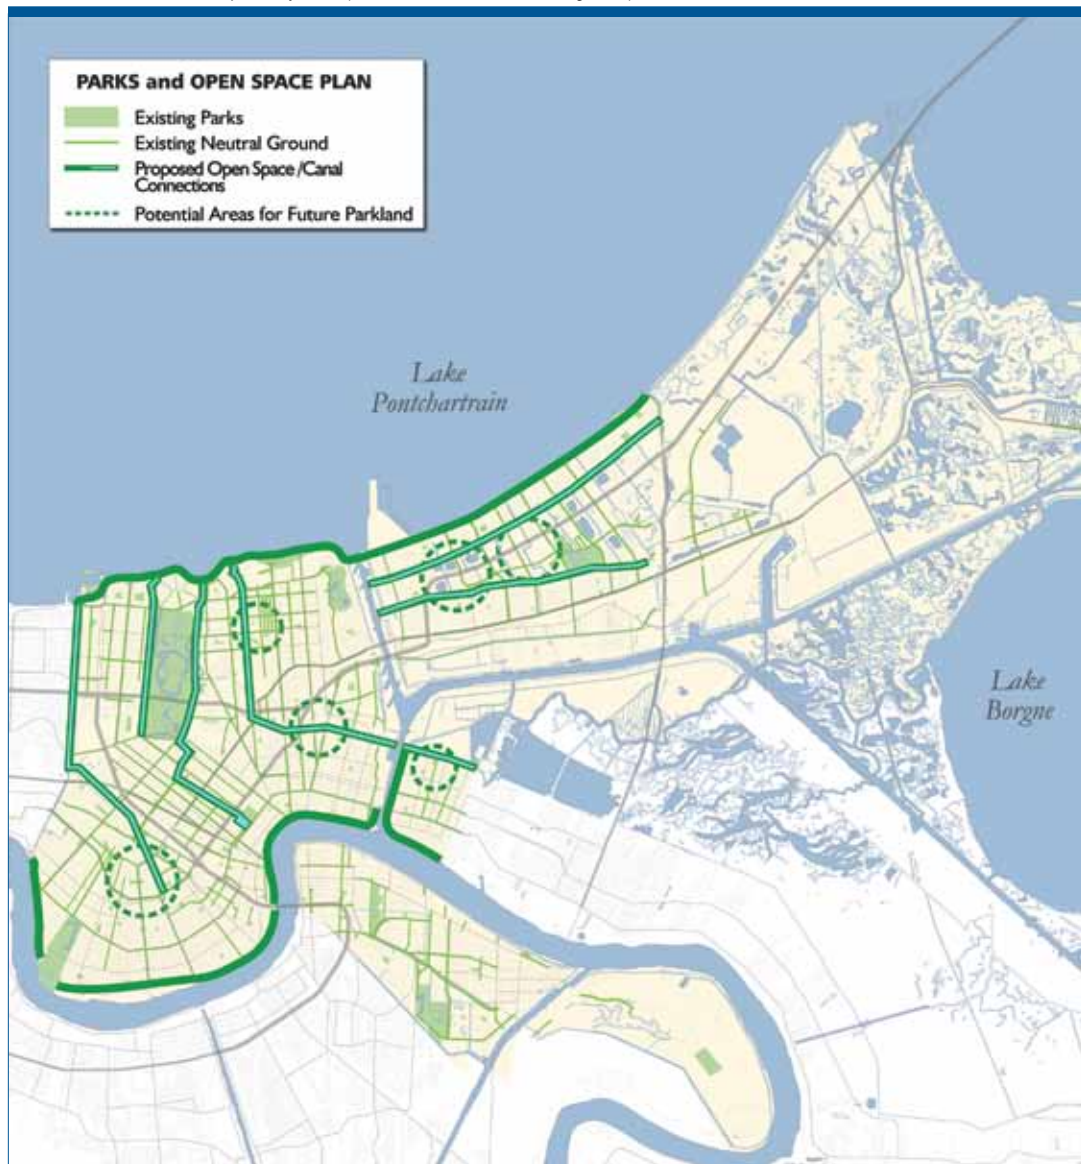 PARKS and OPEN SPACE PLAN
Existing Parks
Existing Neutral Ground
Proposed Open Space/Canal
Connections
Potential Areas for Future Parkland
Lake
Pontchartrain
Lake
Borgne